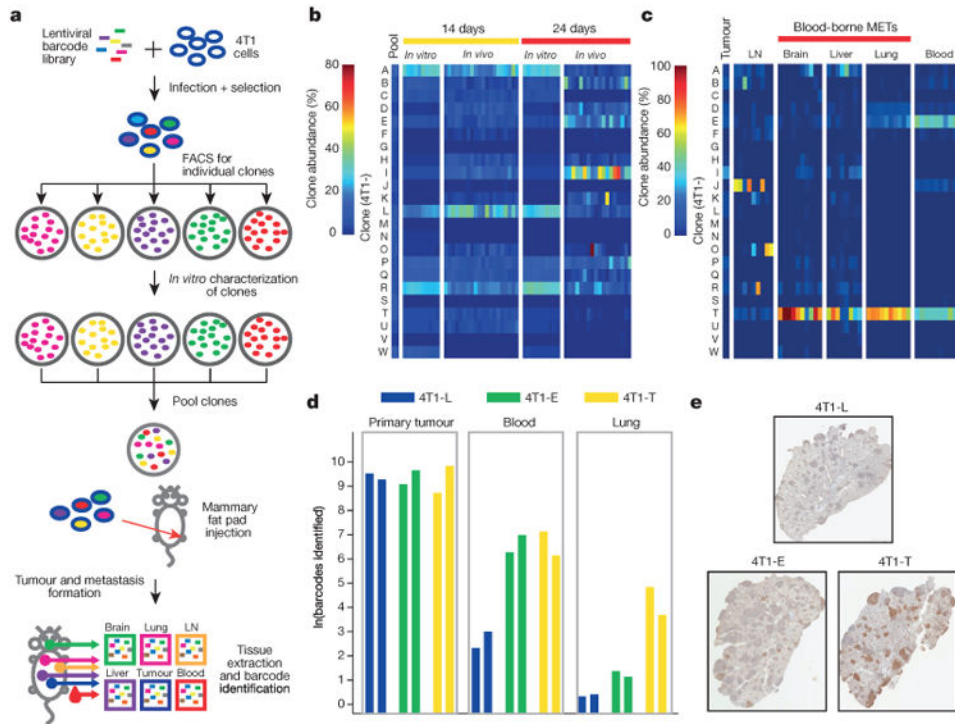 a
Lentiviral
barcode
library
4T1
cells
Infection + selection
FACS for
individual clones
In vitro characterization
of clones
Pool clones
Mammary
fat pad
injection
Tumour and metastasis
formation
Brain Lung LN
Liver Tumour Blood
Tissue
extraction
and barcode
identification
b
14 days 24 days
Pool
In vitro In vivo In vitro In vivo
80
60
40
20
0
Clone abundance (%)
Clone (4T1-)
A
B
C
D
E
F
G
H
I
J
K
L
M
N
O
P
Q
R
S
T
U
V
W
c
Blood-borne METs
Tumour
LN Brain Liver Lung Blood
100
80
60
40
20
0
Clone abundance (%)
Clone (4T1-)
A
B
C
D
E
F
G
H
I
J
K
L
M
N
O
P
Q
R
S
T
U
V
W
d
4T1-L 4T1-E 4T1-T
Primary tumour Blood Lung
ln(barcodes identified)
10
9
8
7
6
5
4
3
2
1
0
e
4T1-L
4T1-E 4T1-T